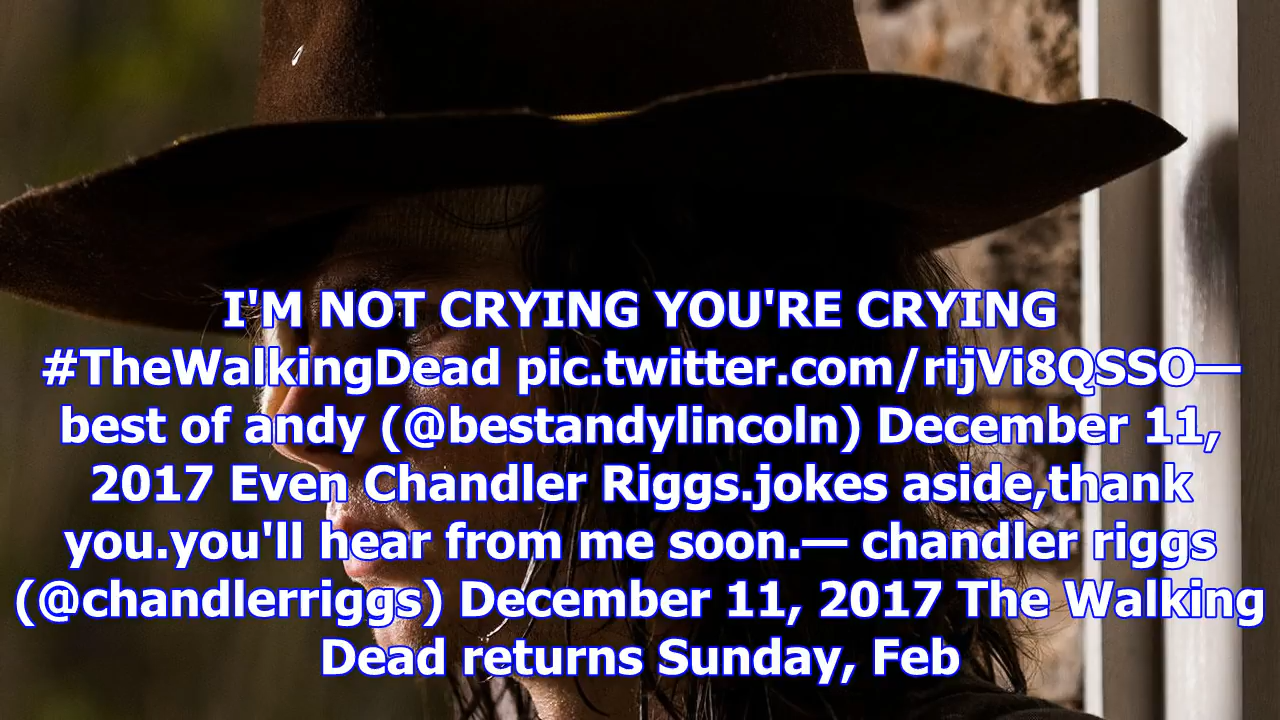 I'M NOT CRYING YOU'RE CRYING
#TheWalkingDead pic.twitter.com/rijVi8QSSO—
best of andy (@bestandylincoln) December 11,
2017 Even Chandler Riggs.jokes aside,thank
you.you'll hear from me soon.— chandler riggs
(@chandlerriggs) December 11, 2017 The Walking
Dead returns Sunday, Feb